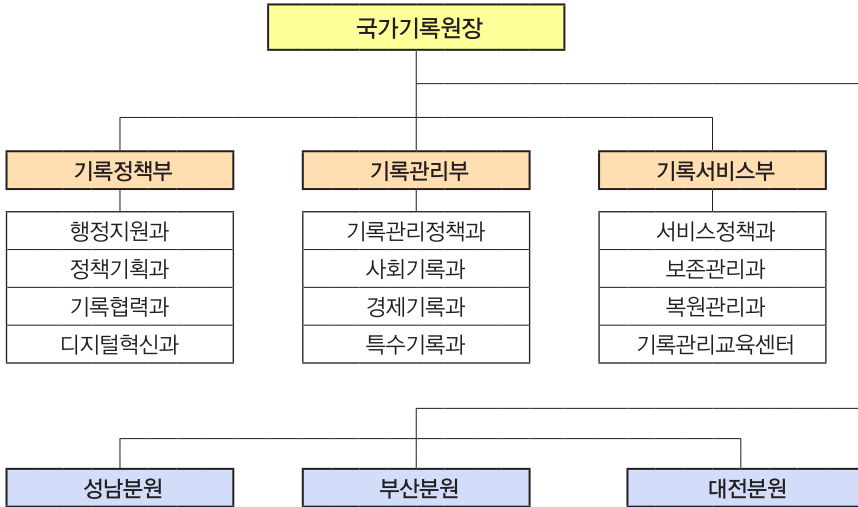 국가기록원장
기록정책부
행정지원과
정책기획과
기록협력과
디지털혁신과
기록관리부
기록관리정책과
사회기록과
경제기록과
특수기록과
기록서비스부
서비스정책과
보존관리과
복원관리과
기록관리교육센터
성남분원
부산분원
대전분원